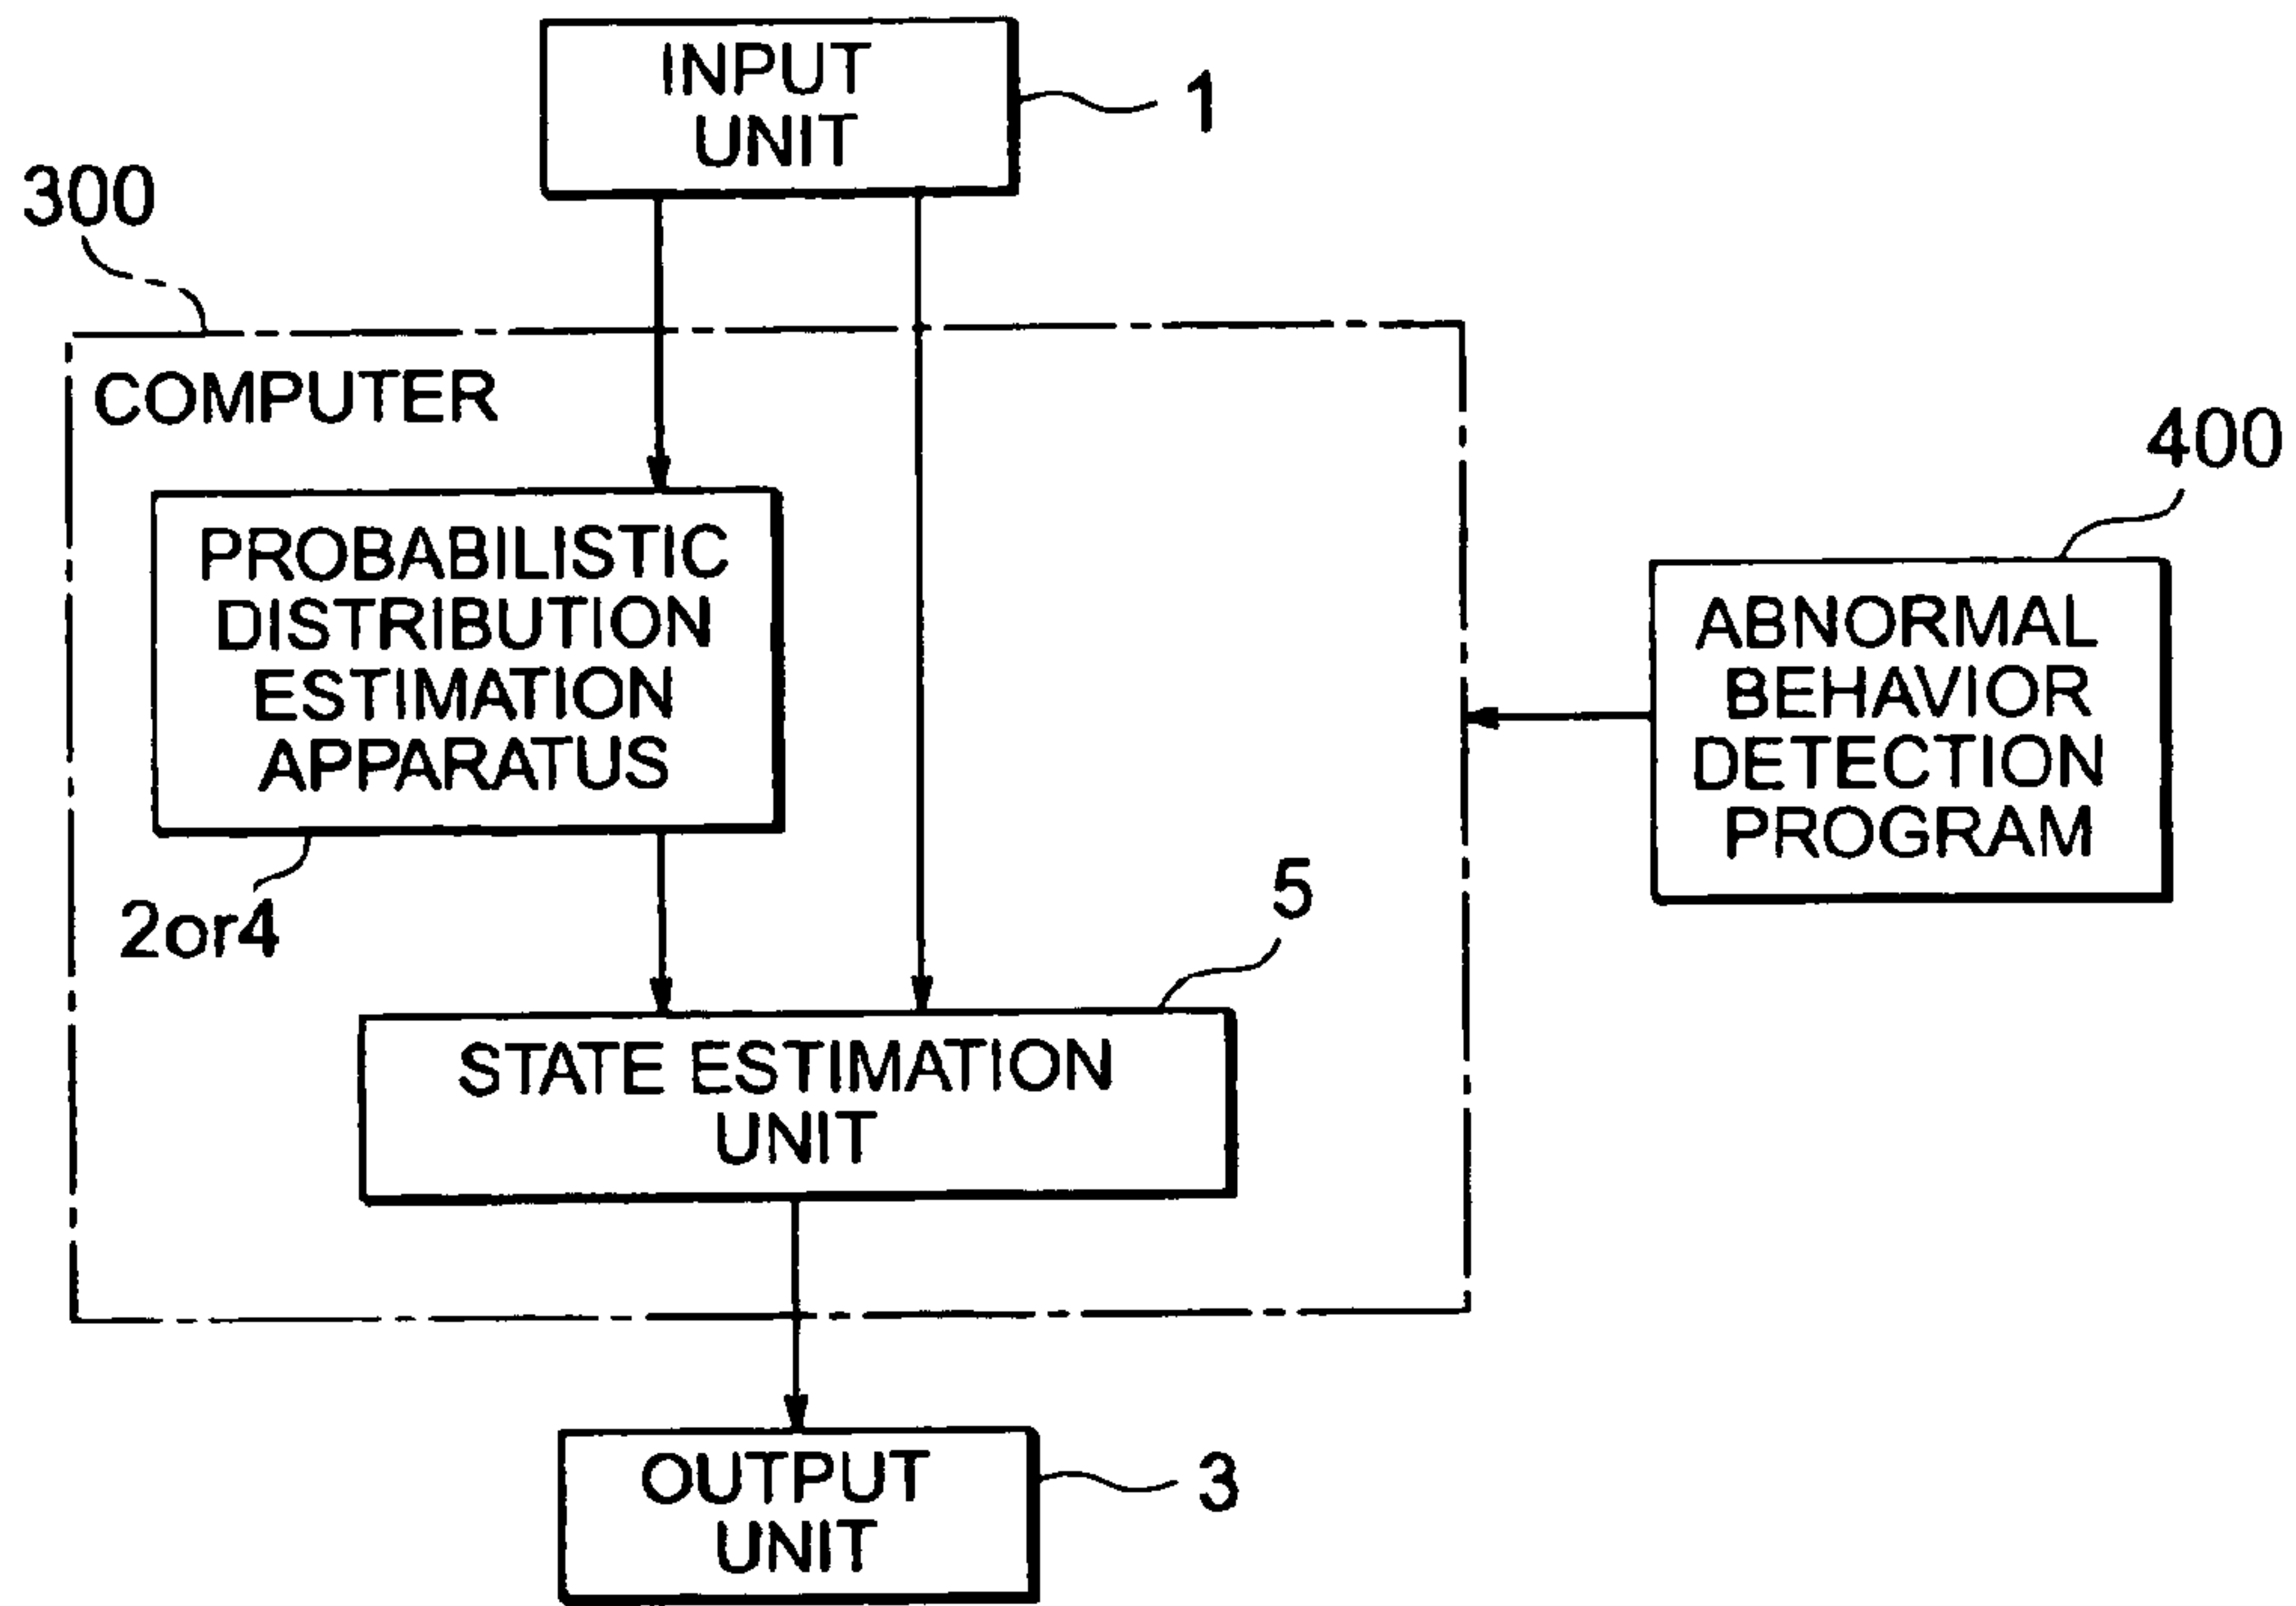 INPUT
UNIT
1
300
COMPUTER
400
PROBABILISTIC
DISTRIBUTION
ESTIMATION
APPARATUS
ABNORMAL
BEHAVIOR
DETECTION
PROGRAM
2or4
5
STATE ESTIMATION
UNIT
OUTPUT
UNIT
3